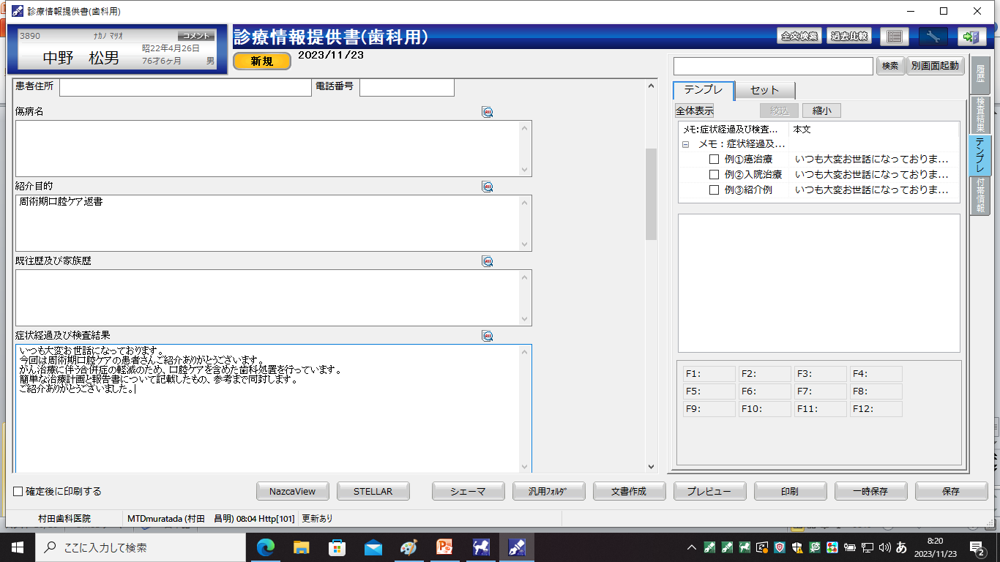 診療情報提供書(歯科用)
3890 ﾅｶﾉ ﾏﾂｵ コメント
中野 松男
昭22年4月26日
76才6ヶ月 男
診療情報提供書(歯科用)
新規 2023/11/23
全文検索 過去比較
検索 別画面起動
患者住所 電話番号
傷病名
紹介目的
周術期口腔ケア返書
既往歴及び家族歴
症状経過及び検査結果
いつも大変お世話になっております。
今回は周術期口腔ケアの患者さんご紹介ありがとうございます。
がん治療に伴う合併症の軽減のため、口腔ケアを含めた歯科処置を行っています。
簡単な治療計画と報告書について記載したもの、参考まで同封します。
ご紹介ありがとうございました。
テンプレ セット
全体表示 絞込 縮小
メモ:症状経過及び検査... 本文
メモ：症状経過及...
例①癌治療 いつも大変お世話になっておりま...
例②入院治療 いつも大変お世話になっておりま...
例③紹介例 いつも大変お世話になっておりま...
履歴
検査結果
テンプレ
付帯情報
F1: F2: F3: F4:
F5: F6: F7: F8:
F9: F10: F11: F12:
確定後に印刷する
NazcaView STELLAR シェーマ 汎用ﾌｫﾙﾀﾞ 文書作成 プレビュー 印刷 一時保存 保存
村田歯科医院 MTDmuratada (村田 昌明) 08:04 Http[101] 更新あり
ここに入力して検索
あ
8:20
2023/11/23
2